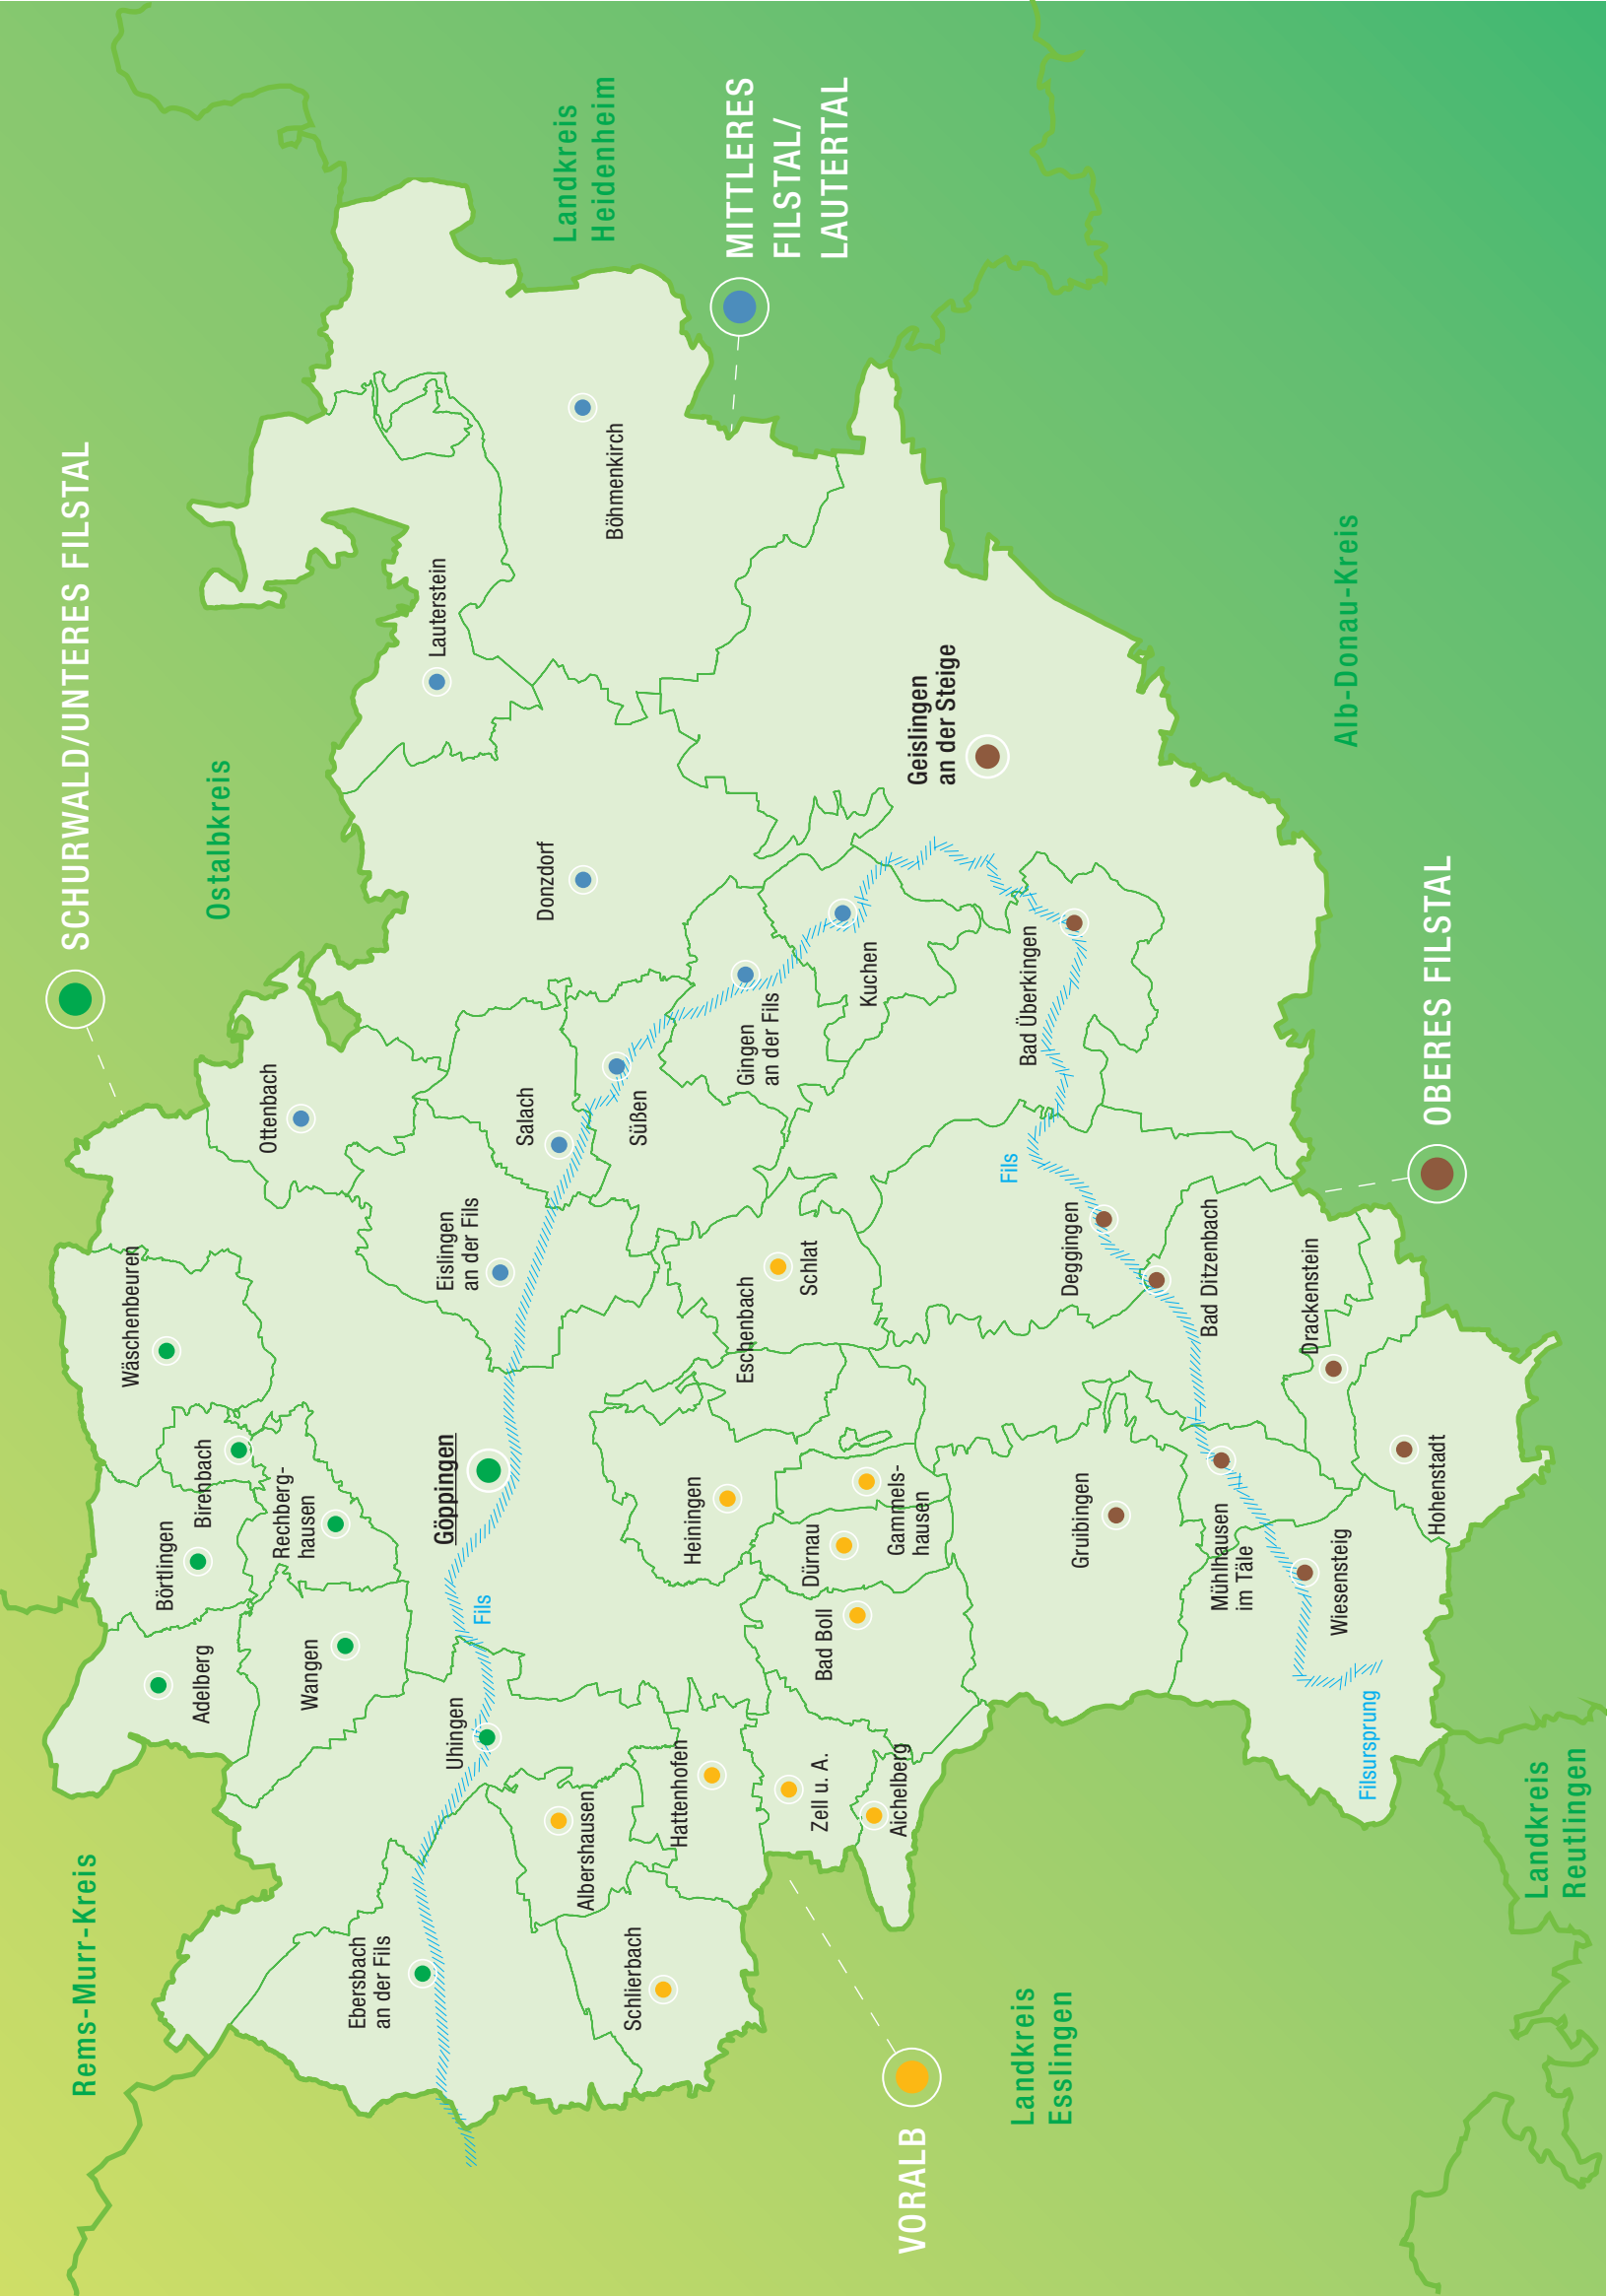 SCHURWALD/UNTERES FILSTAL
Rems-Murr-Kreis
Ostalbkreis
Landkreis
Heidenheim
MITTLERES
FILSTAL/
LAUTERTAL
Adelberg
Börtlingen
Birenbach
Wäschenbeuren
Ottenbach
Lauterstein
Böhmenkirch
Wangen
Rechberg-
hausen
Göppingen
Eislingen
an der Fils
Salach
Süßen
Donzdorf
Ebersbach
an der Fils
Uhingen
Fils
Albershausen
Schlierbach
Hattenhofen
Heiningen
Eschenbach
Schlat
Gingen
an der Fils
Kuchen
Geislingen
an der Steige
Zell u. A.
Aichelberg
Bad Boll
Dürnau
Gammels-
hausen
Fils
Bad Überkingen
Deggingen
Gruibingen
Bad Ditzenbach
Mühlhausen
im Täle
Drackenstein
Wiesensteig
Hohenstadt
Filsursprung
VORALB
Landkreis
Esslingen
Alb-Donau-Kreis
OBERES FILSTAL
Landkreis
Reutlingen